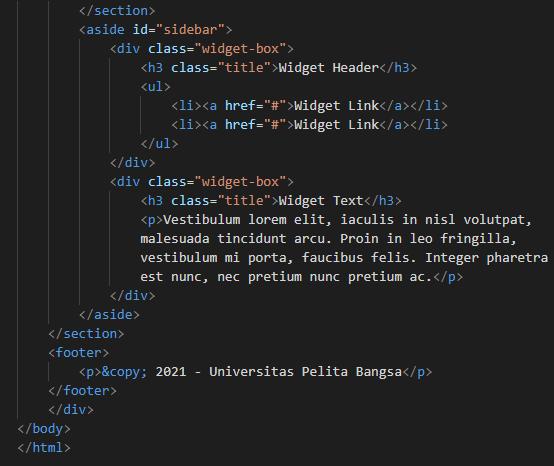 </section>
<aside id="sidebar">
<div class="widget-box">
<h3 class="title">Widget Header</h3>
<ul>
<li><a href="#">Widget Link</a></li>
<li><a href="#">Widget Link</a></li>
</ul>
</div>
<div class="widget-box">
<h3 class="title">Widget Text</h3>
<p>Vestibulum lorem elit, iaculis in nisl volutpat,
malesuada tincidunt arcu. Proin in leo fringilla,
vestibulum mi porta, faucibus felis. Integer pharetra
est nunc, nec pretium nunc pretium ac.</p>
</div>
</aside>
</section>
<footer>
<p>&copy; 2021 - Universitas Pelita Bangsa</p>
</footer>
</div>
</body>
</html>